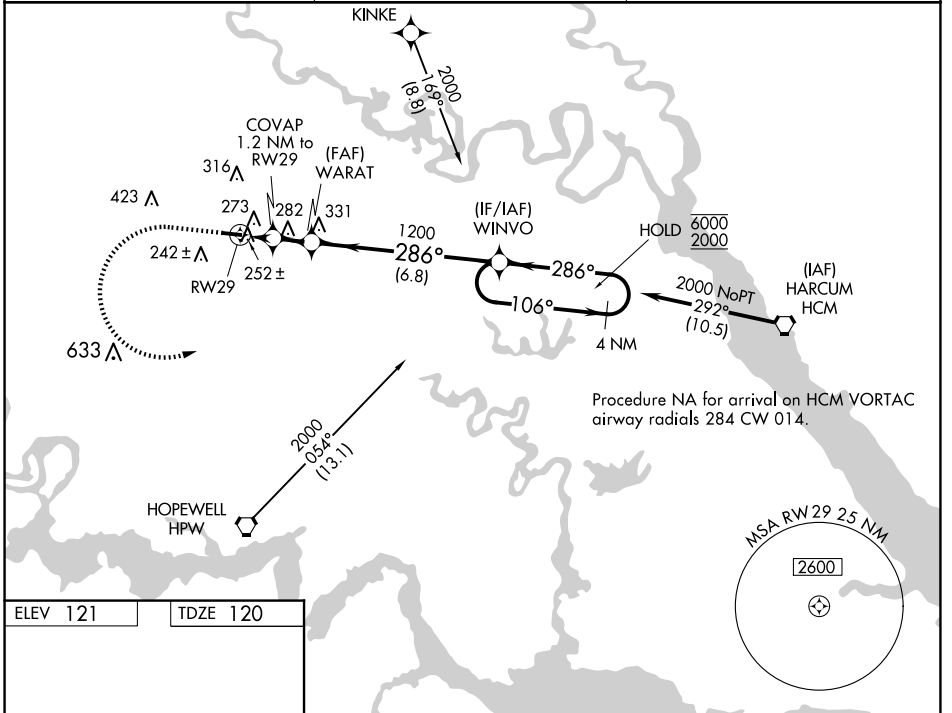 KINKE
2000
169°
(8.8)
COVAP
1.2 NM to
RW29
(FAF)
WARAT
316
423
273
282
331
242 ±
252 ±
RW29
633
1200
286°
(6.8)
(IF/IAF)
WINVO
HOLD
6000
2000
286°
106°
4 NM
2000 NoPT
292°
(10.5)
(IAF)
HARCUM
HCM
Procedure NA for arrival on HCM VORTAC
airway radials 284 CW 014.
2000
054°
(13.1)
HOPEWELL
HPW
MSA RW29 25 NM
2600
ELEV 121
TDZE 120